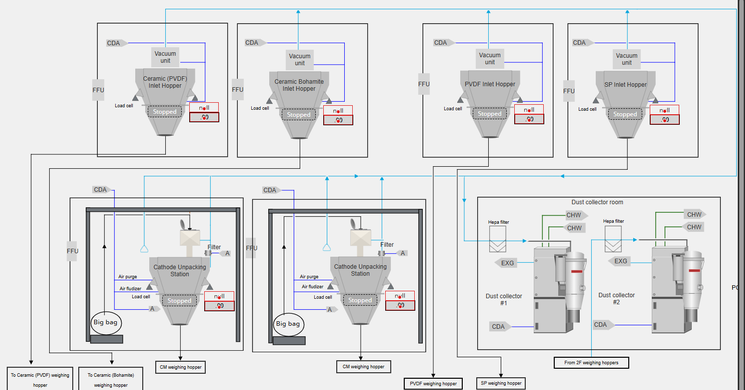 CDA
CDA
CDA
CDA
Vacuum
unit
Vacuum
unit
Vacuum
unit
Vacuum
unit
FFU
FFU
FFU
FFU
Ceramic (PVDF)
Inlet Hopper
Ceramic Bohamite
Inlet Hopper
PVDF Inlet Hopper
SP Inlet Hopper
Load cell
Load cell
Load cell
Load cell
Stopped
Stopped
Stopped
Stopped
CDA
CDA
FFU
FFU
Filter
A
Filter
A
Cathode Unpacking
Station
Cathode Unpacking
Station
Air purge
Air fludizer
Load cell
Air purge
Air fludizer
Load cell
Stopped
Stopped
A
A
Big bag
Big bag
Dust collector room
Hepa filter
CHW
CHW
Hepa filter
CHW
CHW
EXG
EXG
Dust collector
#1
Dust collector
#2
CDA
CDA
From 2F weighing hoppers
To Ceramic (PVDF) weighing
hopper
To Ceramic (Bohamite)
weighing hopper
CM weighing hopper
CM weighing hopper
PVDF weighing hopper
SP weighing hopper